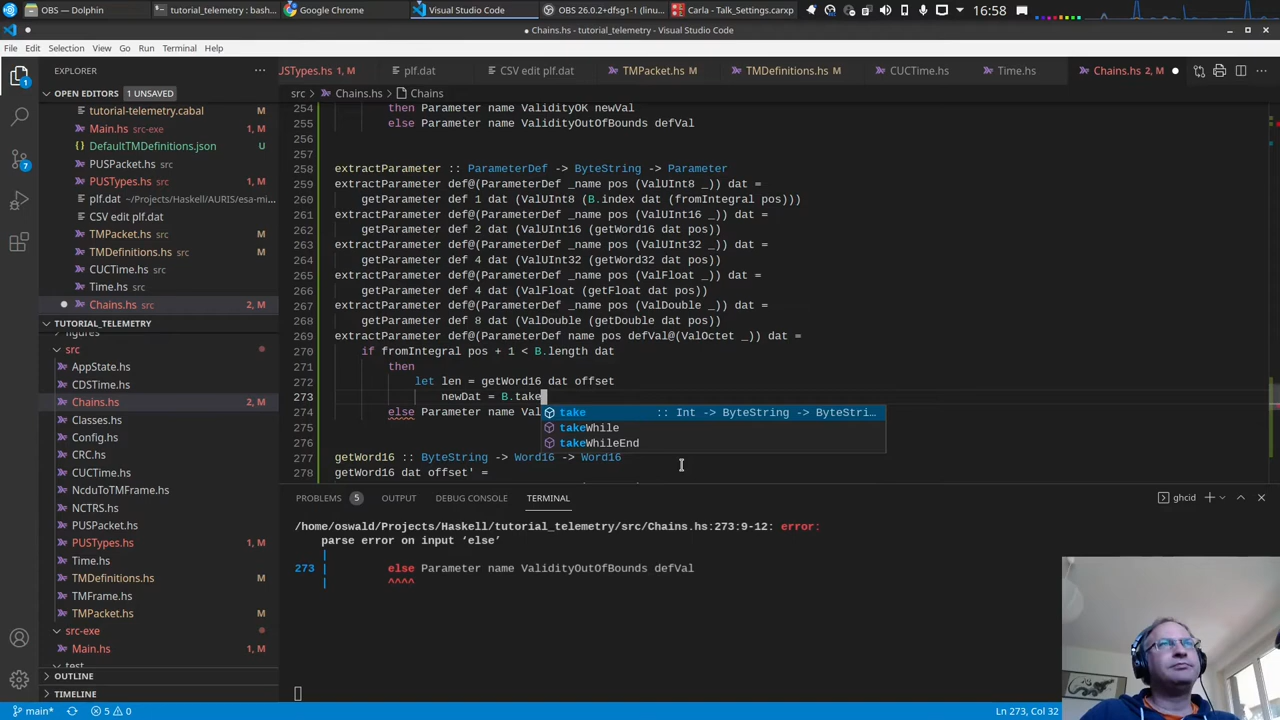 OBS — Desktop
tutorial_telemetry : bash...
Google Chrome
Visual Studio Code
OBS 26.0.2+dfsg1-1 (linu...
Carla - Talk_Settings.carxp
16:58
● Chains.hs - tutorial_telemetry - Visual Studio Code
File Edit Selection View Go Run Terminal Help
EXPLORER
PUSTypes.hs 1, M
plf.dat
CSV edit plf.dat
TMPacket.hs M
TMDefinitions.hs M
CUCTime.hs
Time.hs
Chains.hs 2, M
OPEN EDITORS 1 UNSAVED
src > Chains.hs > Chains
tutorial-telemetry.cabal M
Main.hs src-exe 1, M
DefaultTMDefinitions.json U
PUSPacket.hs src
PUSTypes.hs src 1, M
plf.dat ~/Projects/Haskell/AURIS/esa-mi...
CSV edit plf.dat
TMPacket.hs src M
TMDefinitions.hs src M
CUCTime.hs src
Time.hs src
Chains.hs src 2, M
TUTORIAL_TELEMETRY
figures
src
AppState.hs
CDSTime.hs
Chains.hs 2, M
Classes.hs
Config.hs
CRC.hs
CUCTime.hs
NcduToTMFrame.hs
NCTRS.hs
PUSPacket.hs
PUSTypes.hs 1, M
Time.hs
TMDefinitions.hs M
TMFrame.hs
TMPacket.hs M
src-exe
Main.hs 1, M
test
OUTLINE
TIMELINE
254 then Parameter name ValidityOK newVal
255 else Parameter name ValidityOutOfBounds defVal
256
257
258 extractParameter :: ParameterDef -> ByteString -> Parameter
259 extractParameter def@(ParameterDef _name pos (ValUInt8 _)) dat =
260 getParameter def 1 dat (ValUInt8 (B.index dat (fromIntegral pos)))
261 extractParameter def@(ParameterDef _name pos (ValUInt16 _)) dat =
262 getParameter def 2 dat (ValUInt16 (getWord16 dat pos))
263 extractParameter def@(ParameterDef _name pos (ValUInt32 _)) dat =
264 getParameter def 4 dat (ValUInt32 (getWord32 dat pos))
265 extractParameter def@(ParameterDef _name pos (ValFloat _)) dat =
266 getParameter def 4 dat (ValFloat (getFloat dat pos))
267 extractParameter def@(ParameterDef _name pos (ValDouble _)) dat =
268 getParameter def 8 dat (ValDouble (getDouble dat pos))
269 extractParameter def@(ParameterDef name pos defVal@(ValOctet _)) dat =
270 if fromIntegral pos + 1 < B.length dat
271 then
272 let len = getWord16 dat offset
273 newDat = B.take
274 else Parameter name Val
275
276
277 getWord16 :: ByteString -> Word16 -> Word16
278 getWord16 dat offset' =
take :: Int -> ByteString -> ByteStri...
takeWhile
takeWhileEnd
PROBLEMS 5 OUTPUT DEBUG CONSOLE TERMINAL
ghcid
/home/oswald/Projects/Haskell/tutorial_telemetry/src/Chains.hs:273:9-12: error:
parse error on input ‘else’
|
273 | else Parameter name ValidityOutOfBounds defVal
| ^^^^
main* 5 0
Ln 273, Col 32